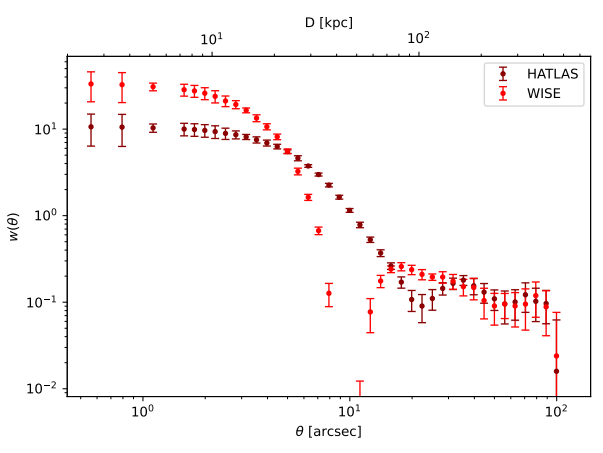 D [kpc]
10¹ 10²
HATLAS
WISE
10¹
10⁰
10⁻¹
10⁻²
w(θ)
10⁰ 10¹ 10²
θ [arcsec]